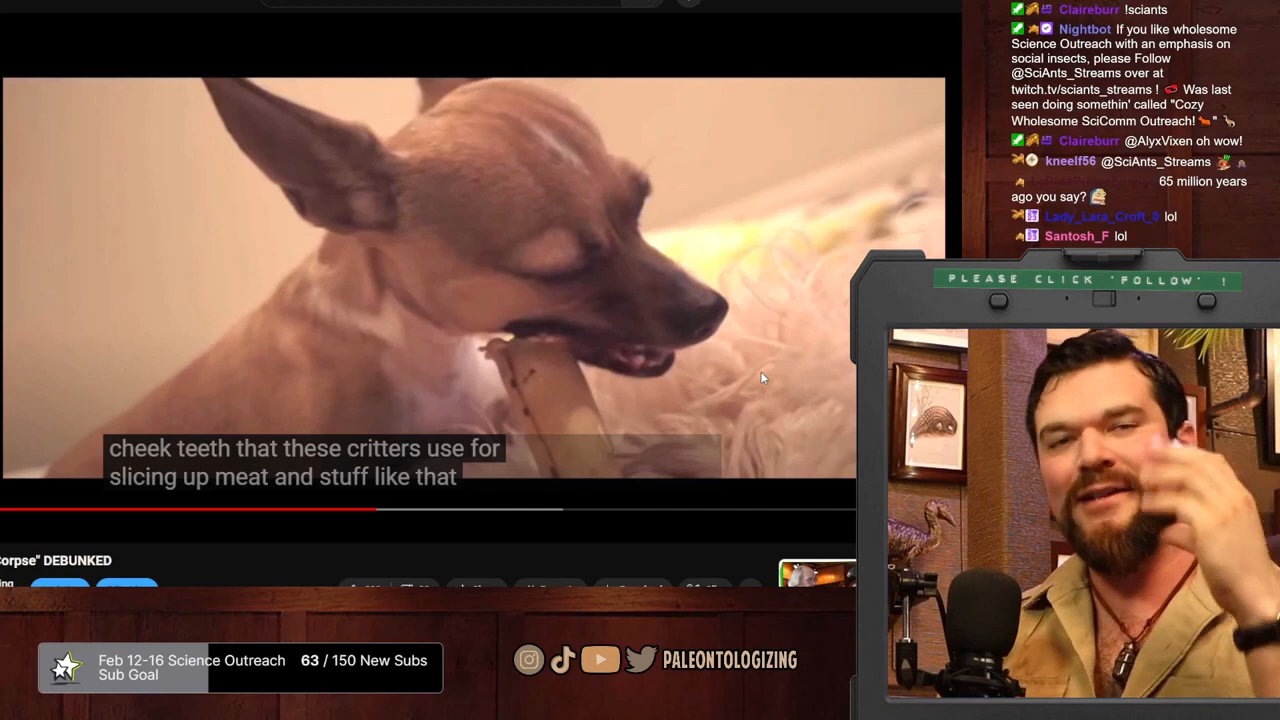 Claireburr !sciants
Nightbot If you like wholesome
Science Outreach with an emphasis on
social insects, please Follow
@SciAnts_Streams over at
twitch.tv/sciants_streams ! Was last
seen doing somethin' called "Cozy
Wholesome SciComm Outreach! "
Claireburr @AlyxVixen oh wow!
kneelf56 @SciAnts_Streams
65 million years
ago you say?
Lady_Lara_Croft_0 lol
Santosh_F lol
PLEASE CLICK 'FOLLOW' !
cheek teeth that these critters use for
slicing up meat and stuff like that
orpse" DEBUNKED
Feb 12-16 Science Outreach 63 / 150 New Subs
Sub Goal
PALEONTOLOGIZING